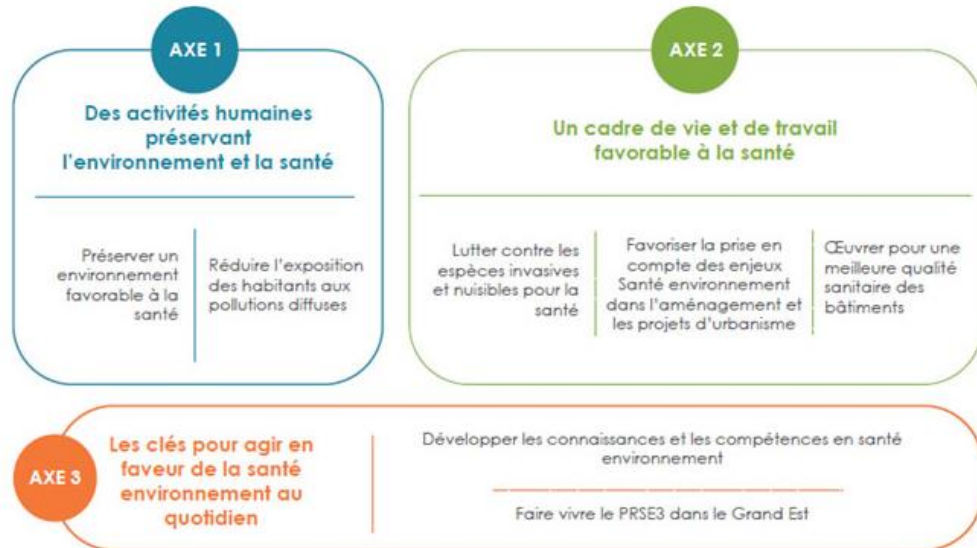 AXE 1
Des activités humaines
préservant
l'environnement et la santé
Préserver un
environnement
favorable à la
santé
Réduire l'exposition
des habitants aux
pollutions diffuses
AXE 2
Un cadre de vie et de travail
favorable à la santé
Lutter contre les
espèces invasives
et nuisibles pour la
santé
Favoriser la prise en
compte des enjeux
Santé environnement
dans l'aménagement et
les projets d'urbanisme
Œuvrer pour une
meilleure qualité
sanitaire des
bâtiments
AXE 3
Les clés pour agir en
faveur de la santé
environnement au
quotidien
Développer les connaissances et les compétences en santé
environnement
Faire vivre le PRSE3 dans le Grand Est